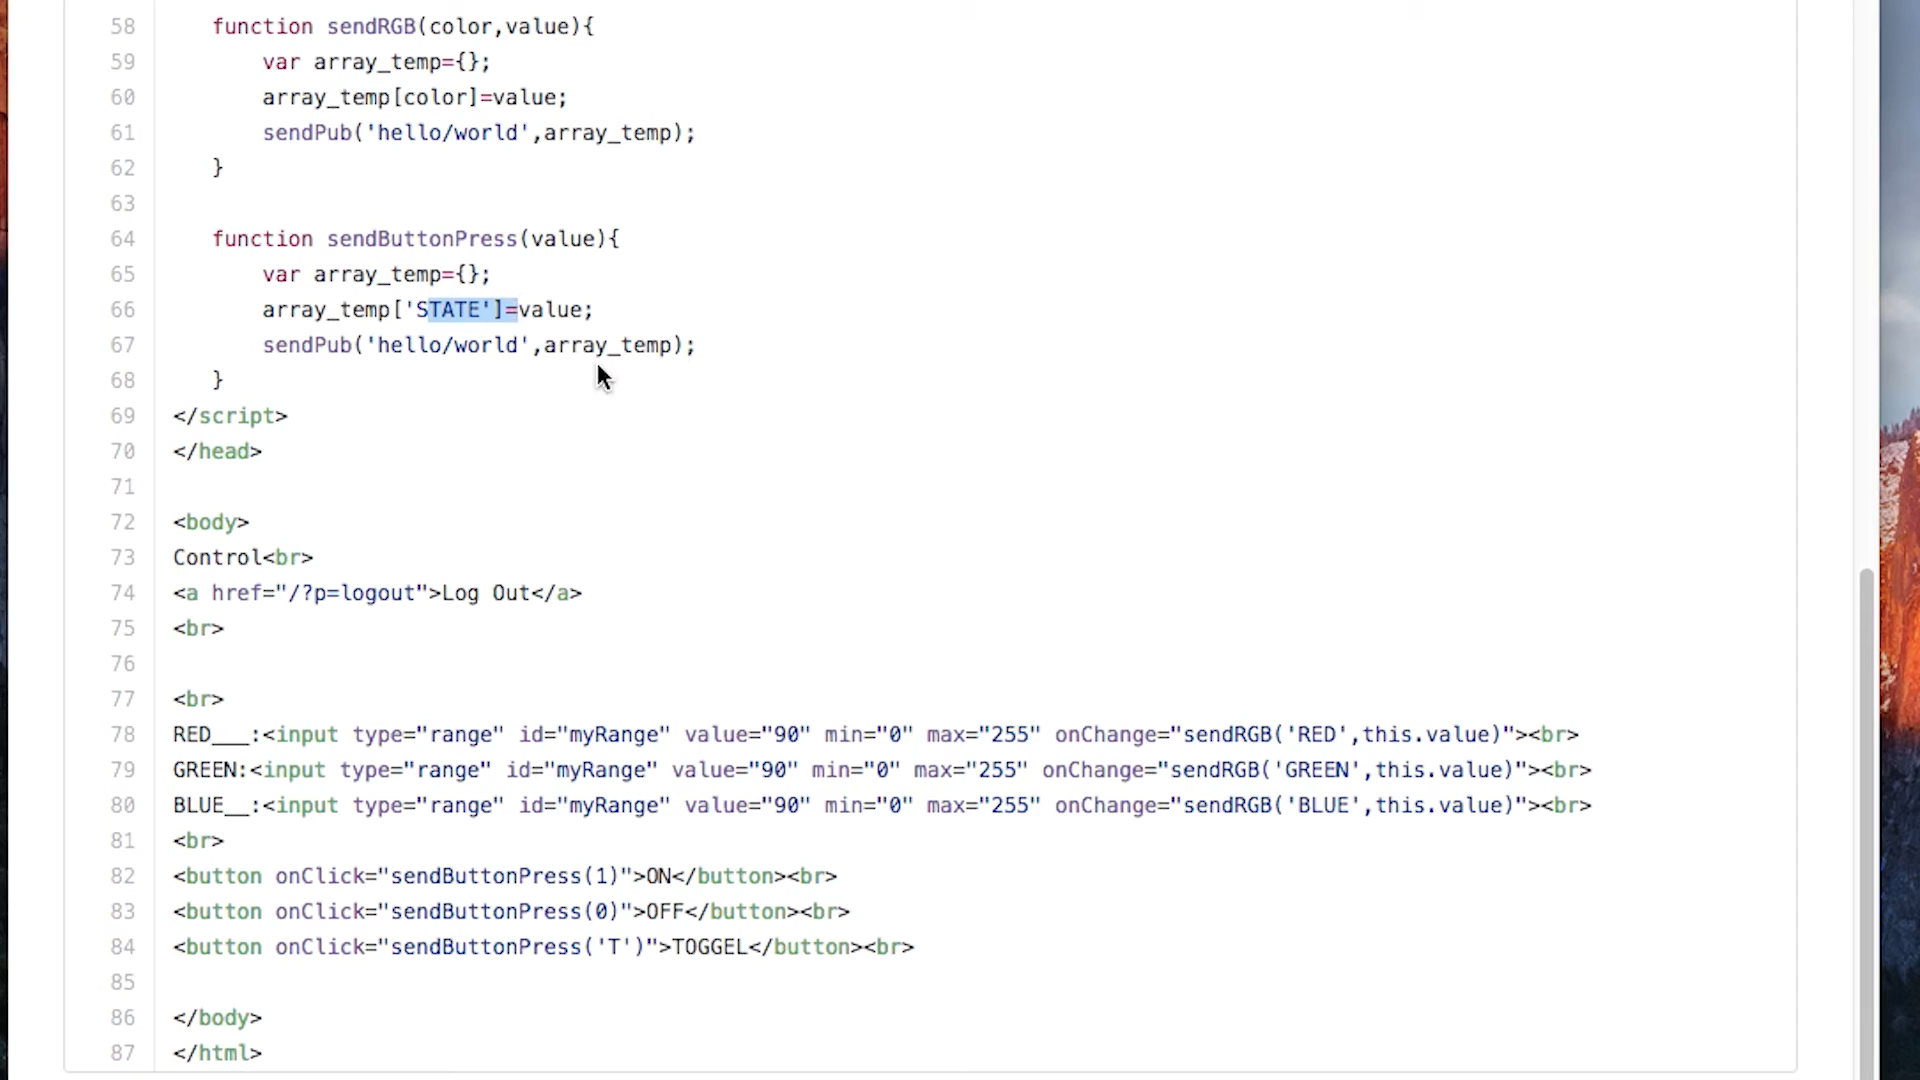 58 function sendRGB(color,value){
59 var array_temp={};
60 array_temp[color]=value;
61 sendPub('hello/world',array_temp);
62 }
63
64 function sendButtonPress(value){
65 var array_temp={};
66 array_temp['STATE']=value;
67 sendPub('hello/world',array_temp);
68 }
69 </script>
70 </head>
71
72 <body>
73 Control<br>
74 <a href="/?p=logout">Log Out</a>
75 <br>
76
77 <br>
78 RED___:<input type="range" id="myRange" value="90" min="0" max="255" onChange="sendRGB('RED',this.value)"><br>
79 GREEN:<input type="range" id="myRange" value="90" min="0" max="255" onChange="sendRGB('GREEN',this.value)"><br>
80 BLUE__:<input type="range" id="myRange" value="90" min="0" max="255" onChange="sendRGB('BLUE',this.value)"><br>
81 <br>
82 <button onClick="sendButtonPress(1)">ON</button><br>
83 <button onClick="sendButtonPress(0)">OFF</button><br>
84 <button onClick="sendButtonPress('T')">TOGGEL</button><br>
85
86 </body>
87 </html>